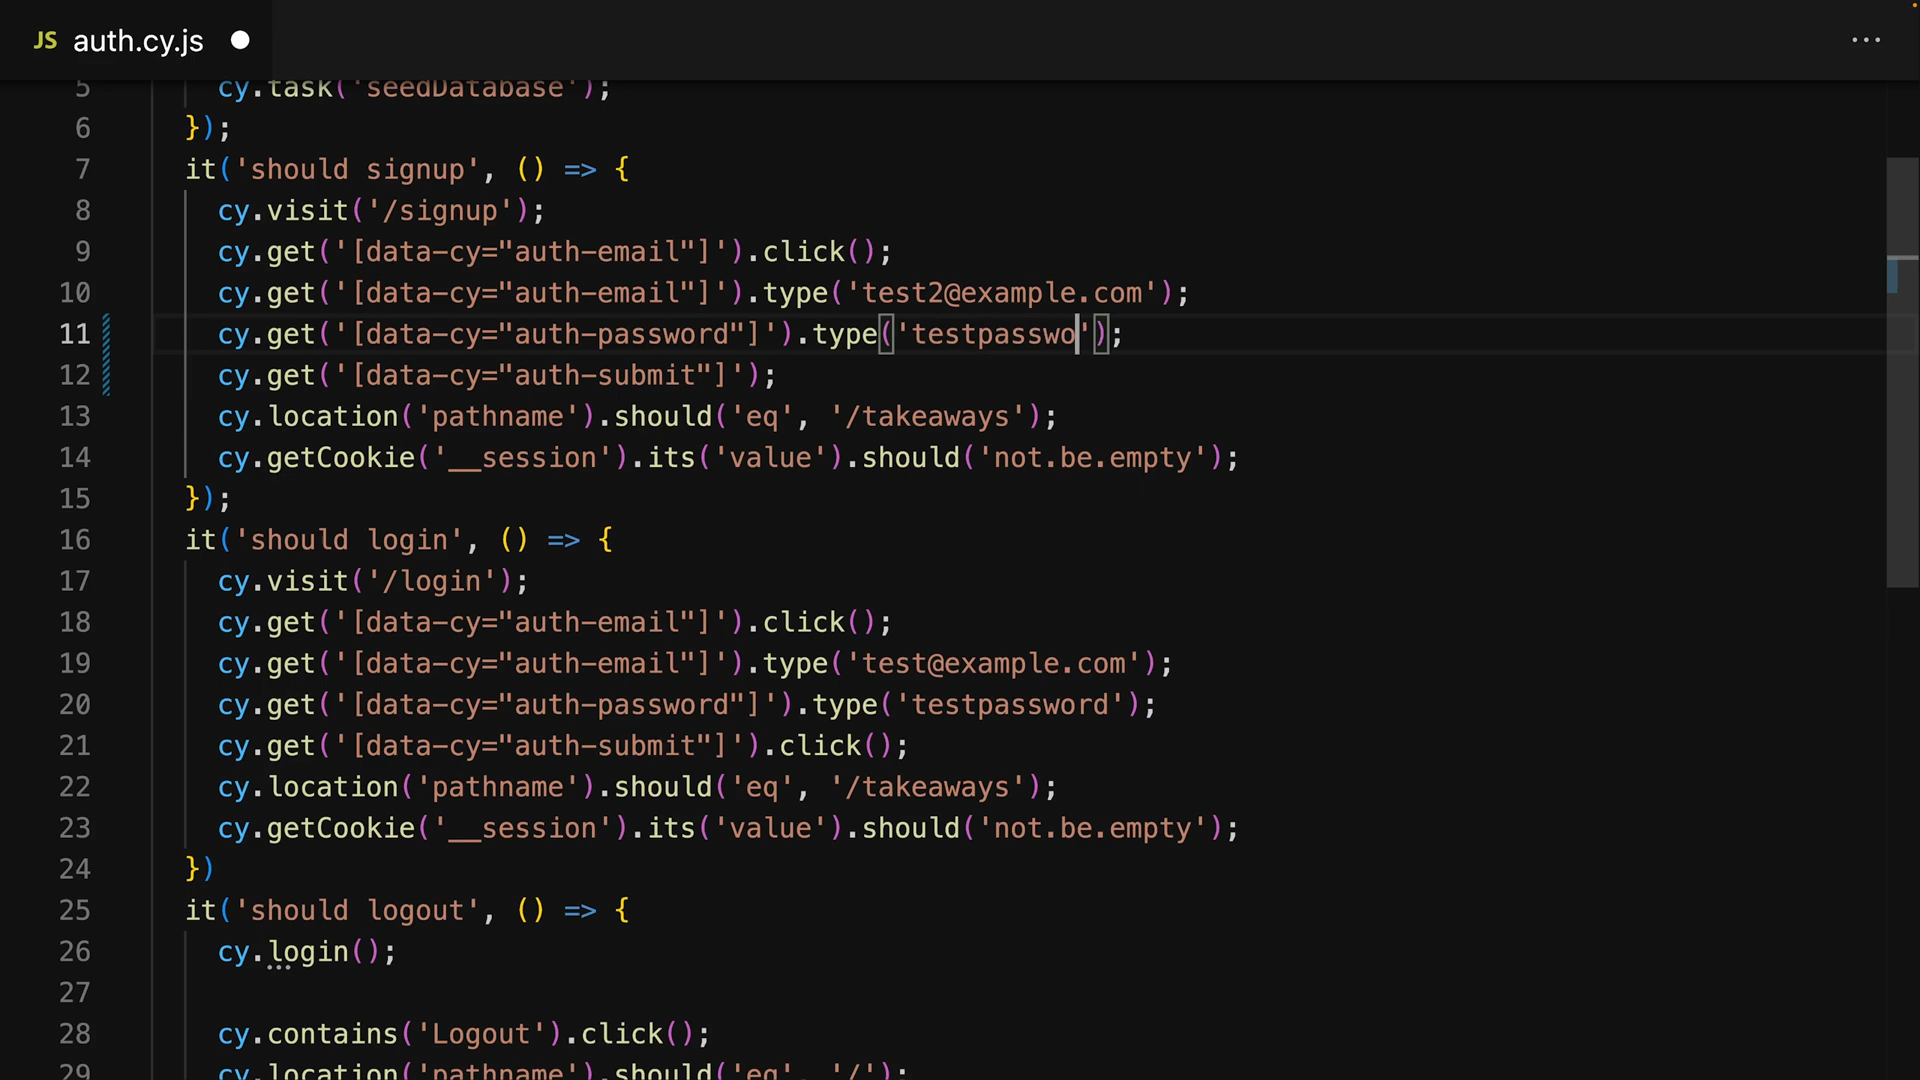 JS auth.cy.js ...
5 cy.task('seedDatabase');
6 });
7 it('should signup', () => {
8 cy.visit('/signup');
9 cy.get('[data-cy="auth-email"]').click();
10 cy.get('[data-cy="auth-email"]').type('test2@example.com');
11 cy.get('[data-cy="auth-password"]').type('testpasswo');
12 cy.get('[data-cy="auth-submit"]');
13 cy.location('pathname').should('eq', '/takeaways');
14 cy.getCookie('__session').its('value').should('not.be.empty');
15 });
16 it('should login', () => {
17 cy.visit('/login');
18 cy.get('[data-cy="auth-email"]').click();
19 cy.get('[data-cy="auth-email"]').type('test@example.com');
20 cy.get('[data-cy="auth-password"]').type('testpassword');
21 cy.get('[data-cy="auth-submit"]').click();
22 cy.location('pathname').should('eq', '/takeaways');
23 cy.getCookie('__session').its('value').should('not.be.empty');
24 })
25 it('should logout', () => {
26 cy.login();
27
28 cy.contains('Logout').click();
29 cy.location('pathname').should('eq', '/');